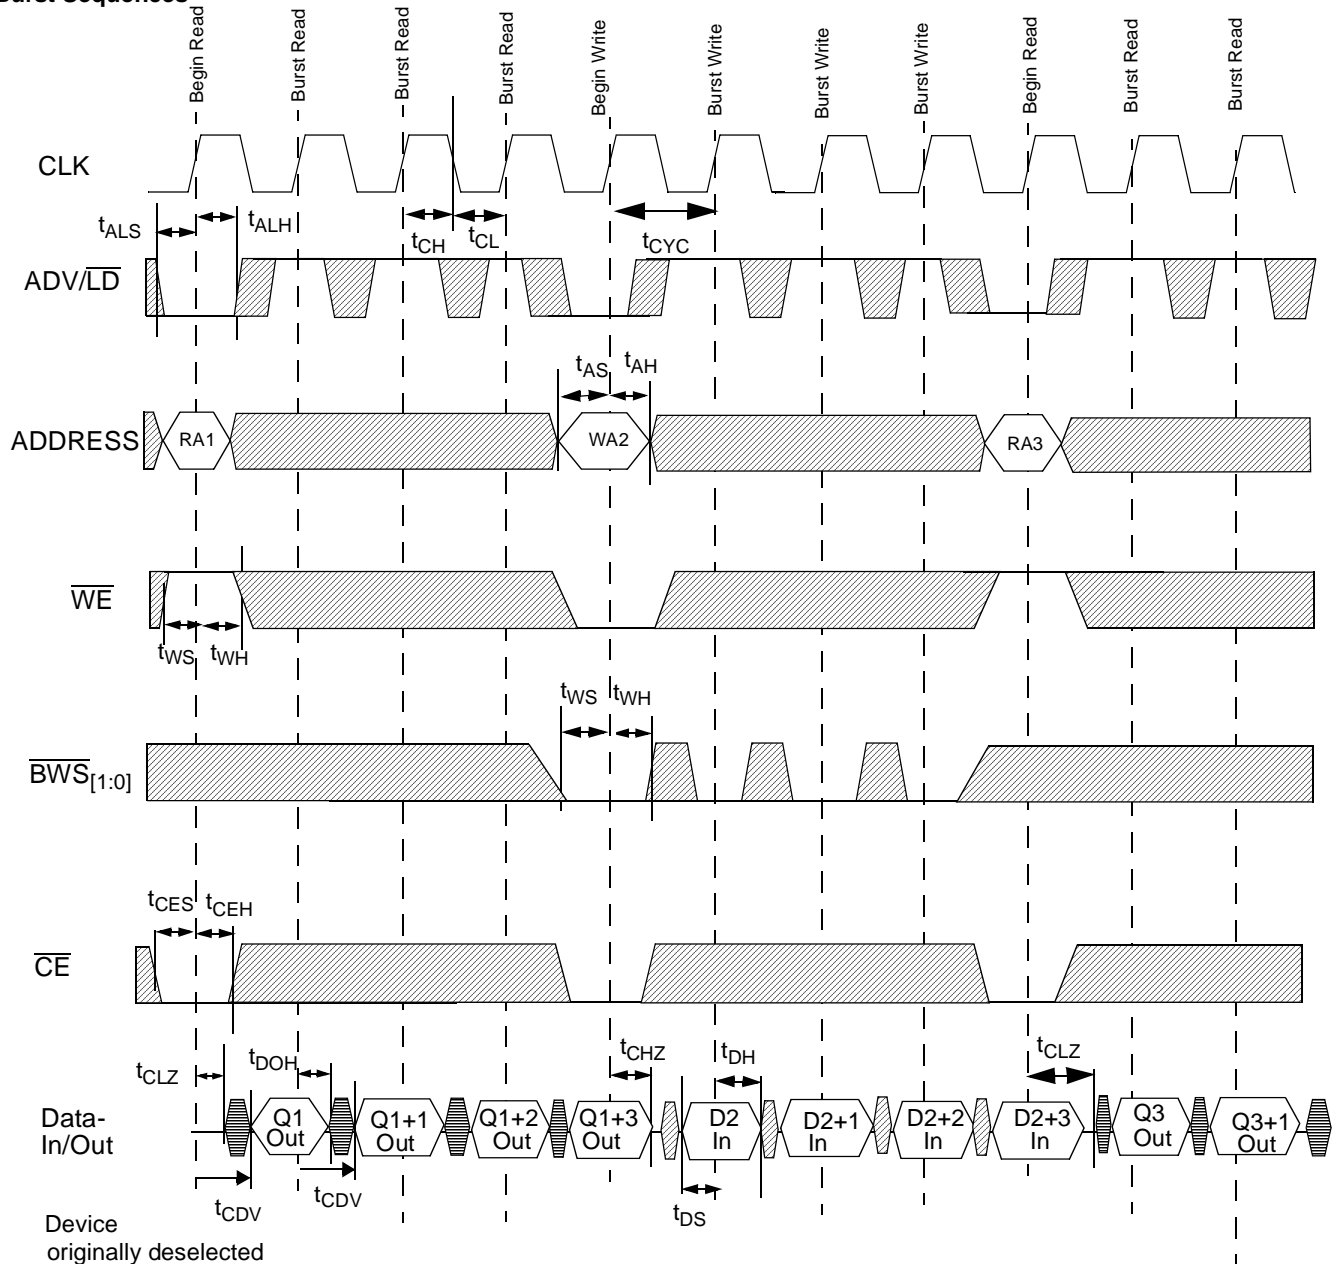 Burst Sequences
Begin Read
Burst Read
Burst Read
Burst Read
Begin Write
Burst Write
Burst Write
Burst Write
Begin Read
Burst Read
Burst Read
CLK
tALS
tALH
tCH
tCL
tCYC
ADV/LD
tAS
tAH
ADDRESS
RA1
WA2
RA3
WE
tWS
tWH
tWS
tWH
BWS[1:0]
tCES
tCEH
CE
tCLZ
tDOH
tCHZ
tDH
tCLZ
Data-
In/Out
Q1
Out
Q1+1
Out
Q1+2
Out
Q1+3
Out
D2
In
D2+1
In
D2+2
In
D2+3
In
Q3
Out
Q3+1
Out
tCDV
tCDV
tDS
Device
originally deselected